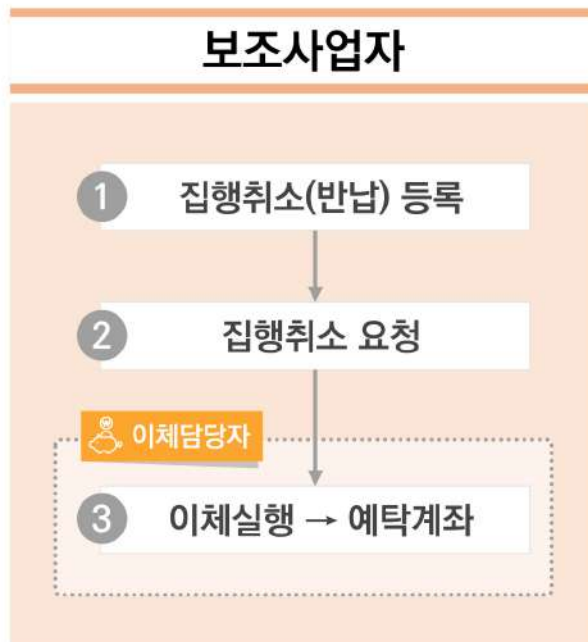 보조사업자
1 집행취소(반납) 등록
2 집행취소 요청
이체담당자
3 이체실행 → 예탁계좌